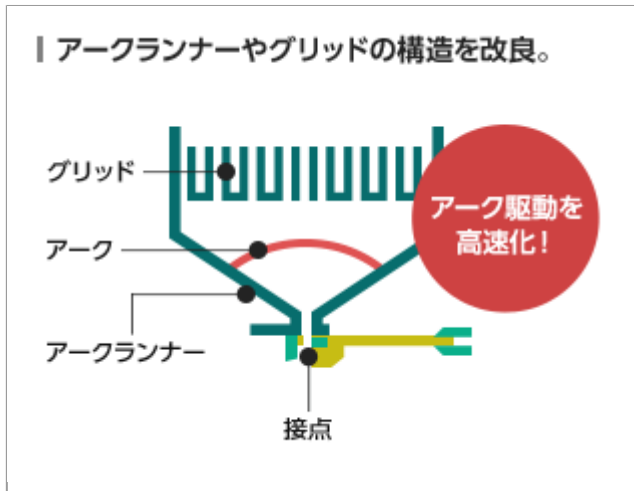 アークランナーやグリッドの構造を改良。
グリッド
アーク駆動を
高速化！
アーク
アークランナー
接点